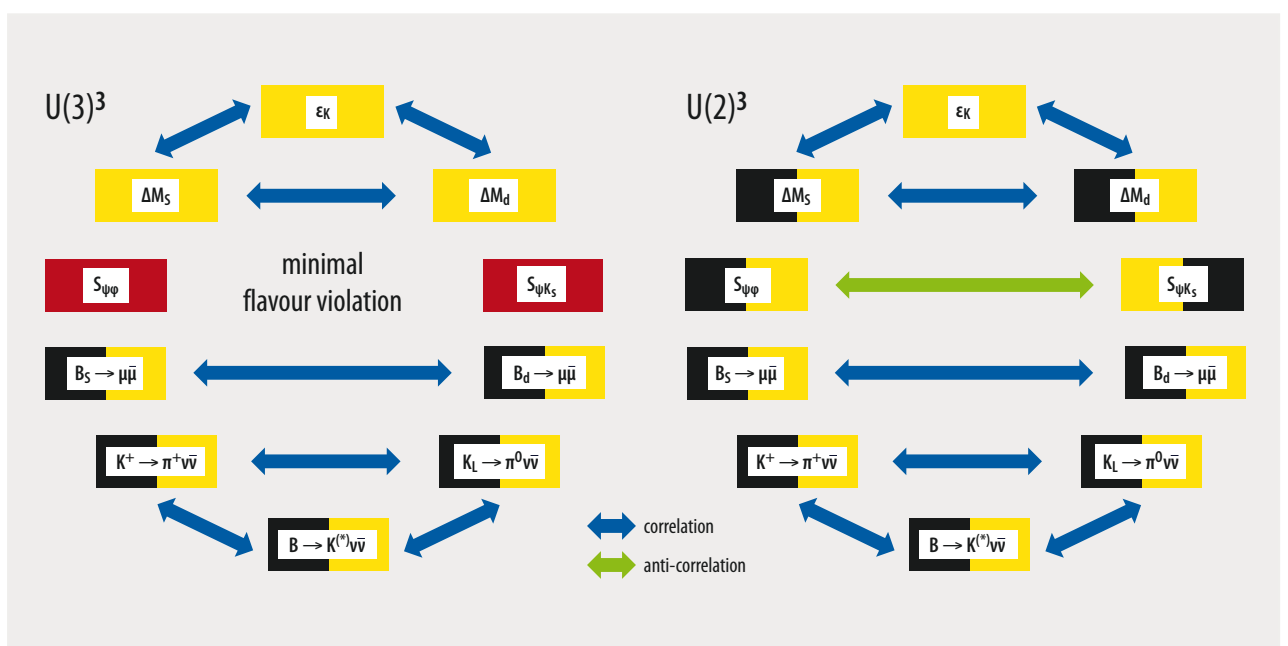 U(3)³
εK
ΔMS
ΔMd
Sψφ
minimal
flavour violation
SψKs
BS → μμ̄
Bd → μμ̄
K⁺ → π⁺νν̄
KL → π⁰νν̄
B → K⁽*⁾νν̄
correlation
anti-correlation
U(2)³
εK
ΔMS
ΔMd
Sψφ
SψKs
BS → μμ̄
Bd → μμ̄
K⁺ → π⁺νν̄
KL → π⁰νν̄
B → K⁽*⁾νν̄